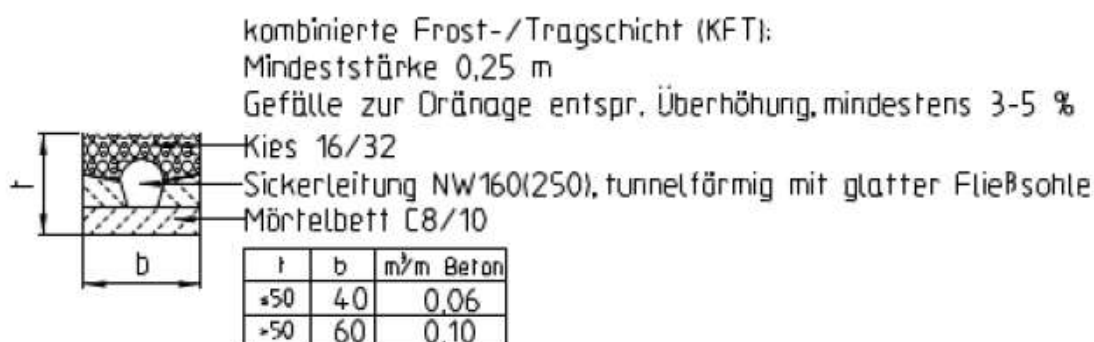 kombinierte Frost-/Tragschicht (KFT):
Mindeststärke 0,25 m
Gefälle zur Dränage entspr. Überhöhung, mindestens 3-5 %
Kies 16/32
Sickerleitung NW160(250), tunnelfärmig mit glatter Fließsohle
Mörtelbett C8/10
t
b
t b m³/m Beton
≤50 40 0,06
>50 60 0,10